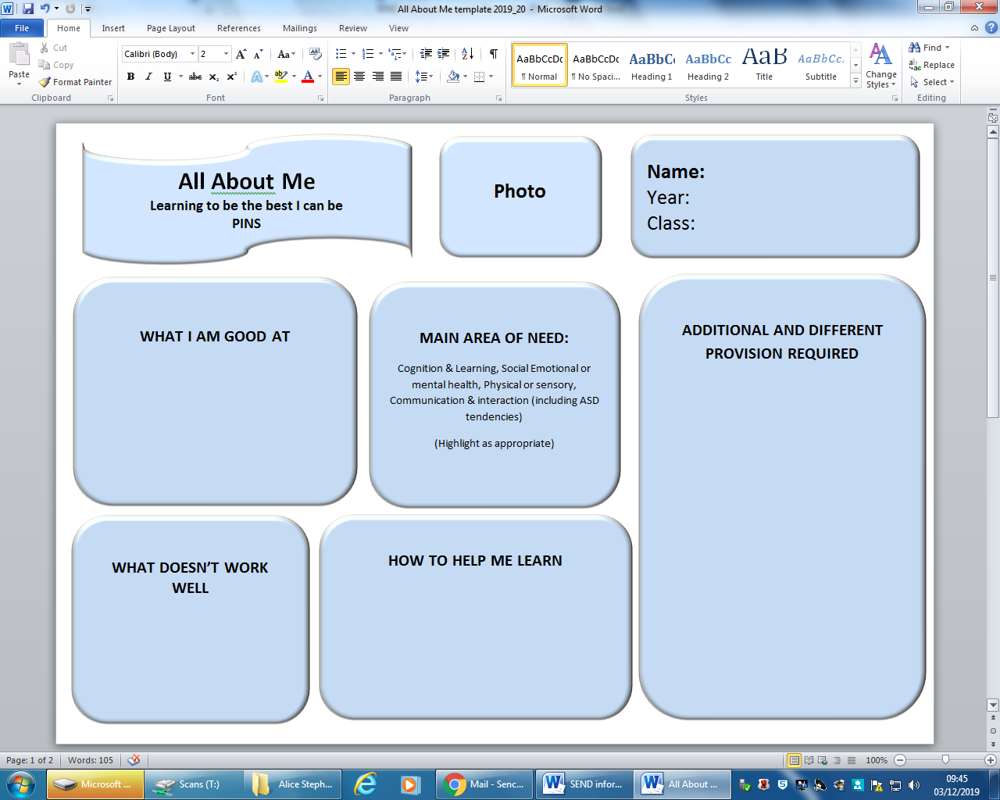 All About Me template 2019_20 - Microsoft Word
File Home Insert Page Layout References Mailings Review View
Paste
Cut
Copy
Format Painter
Clipboard
Calibri (Body) 2
Font
Paragraph
AaBbCcDc AaBbCcDc AaBbCc AaBbCc AaB AaBbCc.
¶ Normal ¶ No Spaci... Heading 1 Heading 2 Title Subtitle
Change
Styles
Styles
Find
Replace
Select
Editing
All About Me
Learning to be the best I can be
PINS
Photo
Name:
Year:
Class:
WHAT I AM GOOD AT
MAIN AREA OF NEED:
Cognition & Learning, Social Emotional or
mental health, Physical or sensory,
Communication & interaction (including ASD
tendencies)
(Highlight as appropriate)
ADDITIONAL AND DIFFERENT
PROVISION REQUIRED
WHAT DOESN’T WORK
WELL
HOW TO HELP ME LEARN
Page: 1 of 2 Words: 105 100%
Microsoft ... Scans (T:) Alice Steph... Mail - Senc... SEND infor... All About ...
09:45
03/12/2019